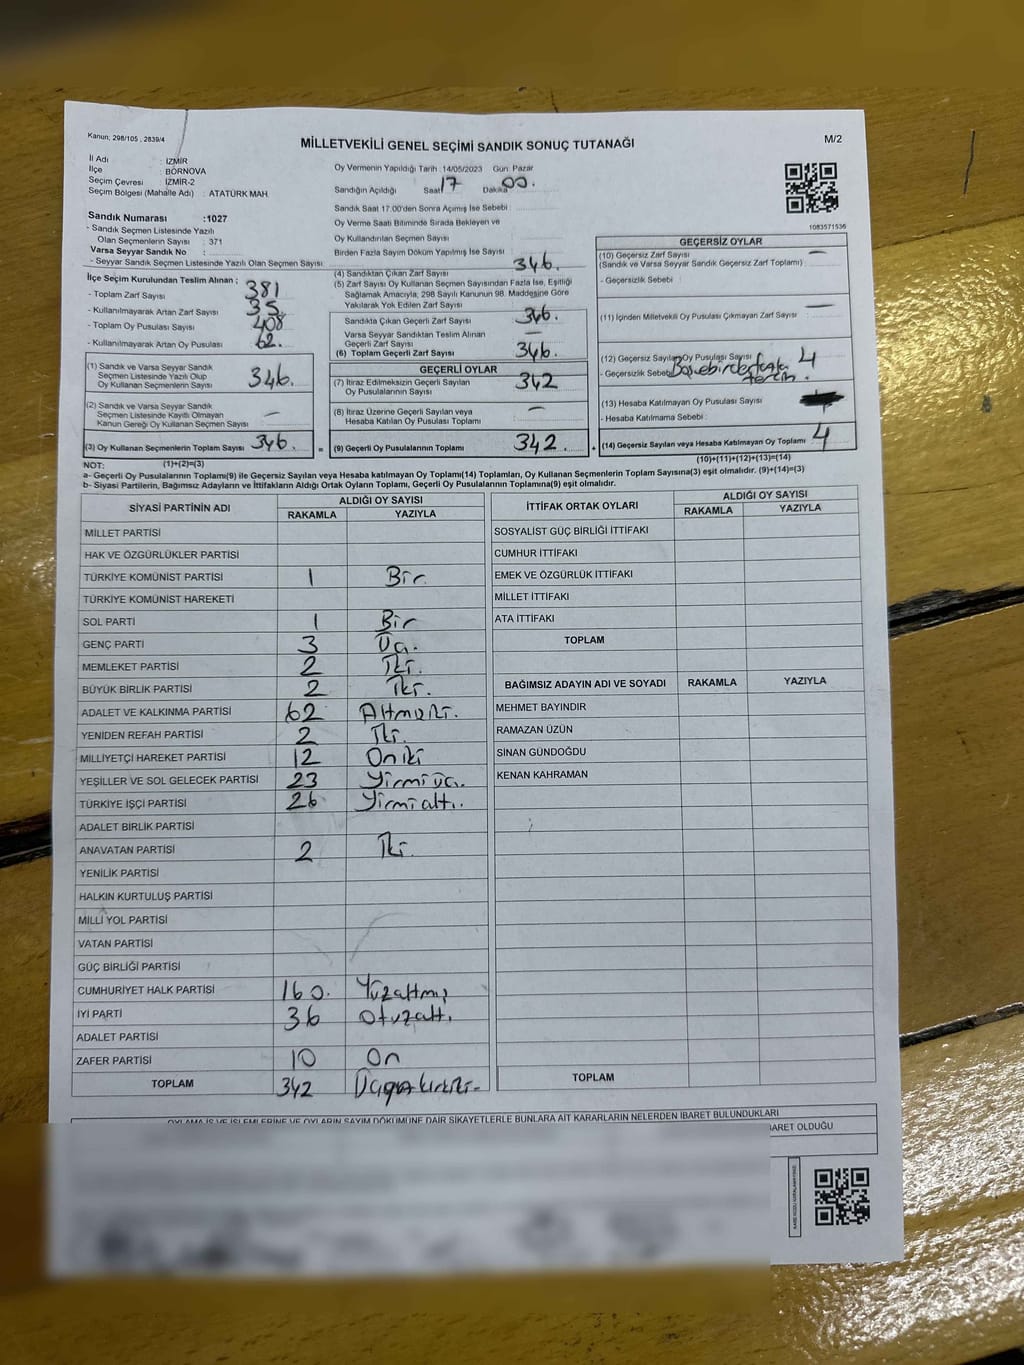 Kanun; 298/105 , 2839/4
MİLLETVEKİLİ GENEL SEÇİMİ SANDIK SONUÇ TUTANAĞI
M/2
İl Adı : İZMİR
İlçe : BORNOVA
Seçim Çevresi : İZMİR-2
Seçim Bölgesi (Mahalle Adı) : ATATÜRK MAH.
Sandık Numarası :1027
- Sandık Seçmen Listesinde Yazılı
Olan Seçmenlerin Sayısı : 371
Varsa Seyyar Sandık No :
- Seyyar Sandık Seçmen Listesinde Yazılı Olan Seçmen Sayısı:
Oy Vermenin Yapıldığı Tarih :14/05/2023 Gün: Pazar
Sandığın Açıldığı Saat 17 Dakika 00.
Sandık Saat 17.00'den Sonra Açılmış İse Sebebi :
Oy Verme Saati Bitiminde Sırada Bekleyen ve
Oy Kullandırılan Seçmen Sayısı :
Birden Fazla Sayım Döküm Yapılmış İse Sayısı :
1083571536
İlçe Seçim Kurulundan Teslim Alınan ;
- Toplam Zarf Sayısı : 381
- Kullanılmayarak Artan Zarf Sayısı : 35
- Toplam Oy Pusulası Sayısı : 408
- Kullanılmayarak Artan Oy Pusulası : 62.
(1) Sandık ve Varsa Seyyar Sandık
Seçmen Listesinde Yazılı Olup
Oy Kullanan Seçmenlerin Sayısı 346.
(2) Sandık ve Varsa Seyyar Sandık
Seçmen Listesinde Kayıtlı Olmayan
Kanun Gereği Oy Kullanan Seçmen Sayısı —
(3) Oy Kullanan Seçmenlerin Toplam Sayısı 346.
(1)+(2)=(3)
(4) Sandıktan Çıkan Zarf Sayısı 346.
(5) Zarf Sayısı Oy Kullanan Seçmen Sayısından Fazla İse, Eşitliği
Sağlamak Amacıyla; 298 Sayılı Kanunun 98. Maddesine Göre
Yakılarak Yok Edilen Zarf Sayısı :
Sandıkta Çıkan Geçerli Zarf Sayısı 346.
Varsa Seyyar Sandıktan Teslim Alınan
Geçerli Zarf Sayısı —
(6) Toplam Geçerli Zarf Sayısı 346.
GEÇERLİ OYLAR
(7) İtiraz Edilmeksizin Geçerli Sayılan
Oy Pusulalarının Sayısı 342
(8) İtiraz Üzerine Geçerli Sayılan veya
Hesaba Katılan Oy Pusulası Toplamı —
= (9) Geçerli Oy Pusulalarının Toplamı 342.
GEÇERSİZ OYLAR
(10) Geçersiz Zarf Sayısı —
(Sandık ve Varsa Seyyar Sandık Geçersiz Zarf Toplamı)
- Geçersizlik Sebebi :
(11) İçinden Milletvekili Oy Pusulası Çıkmayan Zarf Sayısı —
(12) Geçersiz Sayılan Oy Pusulası Sayısı 4
- Geçersizlik Sebebi
(13) Hesaba Katılmayan Oy Pusulası Sayısı
- Hesaba Katılmama Sebebi :
+ (14) Geçersiz Sayılan veya Hesaba Katılmayan Oy Toplamı 4
(10)+(11)+(12)+(13)=(14)
NOT:
a- Geçerli Oy Pusulalarının Toplamı(9) ile Geçersiz Sayılan veya Hesaba katılmayan Oy Toplamı(14) Toplamları, Oy Kullanan Seçmenlerin Toplam Sayısına(3) eşit olmalıdır. (9)+(14)=(3)
b- Siyasi Partilerin, Bağımsız Adayların ve İttifakların Aldığı Ortak Oyların Toplamı, Geçerli Oy Pusulalarının Toplamına(9) eşit olmalıdır.
SİYASİ PARTİNİN ADI ALDIĞI OY SAYISI
RAKAMLA YAZIYLA
MİLLET PARTİSİ
HAK VE ÖZGÜRLÜKLER PARTİSİ
TÜRKİYE KOMÜNİST PARTİSİ 1 Bir.
TÜRKİYE KOMÜNİST HAREKETİ
SOL PARTİ 1 Bir
GENÇ PARTİ 3 Üç.
MEMLEKET PARTİSİ 2 İki.
BÜYÜK BİRLİK PARTİSİ 2 İki.
ADALET VE KALKINMA PARTİSİ 62 Altmışiki.
YENİDEN REFAH PARTİSİ 2 İki.
MİLLİYETÇİ HAREKET PARTİSİ 12 Oniki
YEŞİLLER VE SOL GELECEK PARTİSİ 23 Yirmiüç.
TÜRKİYE İŞÇİ PARTİSİ 26 Yirmialtı.
ADALET BİRLİK PARTİSİ
ANAVATAN PARTİSİ 2 İki.
YENİLİK PARTİSİ
HALKIN KURTULUŞ PARTİSİ
MİLLİ YOL PARTİSİ
VATAN PARTİSİ
GÜÇ BİRLİĞİ PARTİSİ
CUMHURİYET HALK PARTİSİ 160. Yüzaltmış
İYİ PARTİ 36 Otuzaltı.
ADALET PARTİSİ
ZAFER PARTİSİ 10 On
TOPLAM 342 Üçyüzkırkiki
İTTİFAK ORTAK OYLARI ALDIĞI OY SAYISI
RAKAMLA YAZIYLA
SOSYALİST GÜÇ BİRLİĞİ İTTİFAKI
CUMHUR İTTİFAKI
EMEK VE ÖZGÜRLÜK İTTİFAKI
MİLLET İTTİFAKI
ATA İTTİFAKI
TOPLAM
BAĞIMSIZ ADAYIN ADI VE SOYADI RAKAMLA YAZIYLA
MEHMET BAYINDIR
RAMAZAN ÜZÜN
SİNAN GÜNDOĞDU
KENAN KAHRAMAN
TOPLAM
OYLAMA İŞ VE İŞLEMLERİNE VE OYLARIN SAYIM DÖKÜMÜNE DAİR ŞİKAYETLERLE BUNLARA AİT KARARLARIN NELERDEN İBARET BULUNDUKLARI
İBARET OLDUĞU